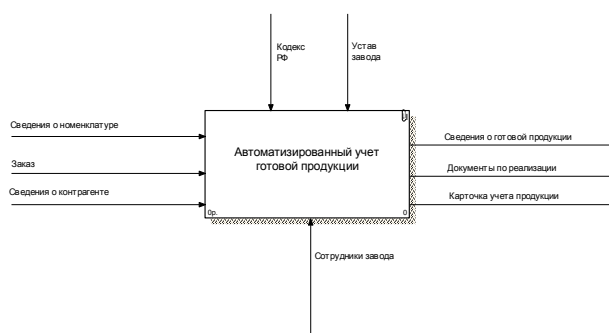 Кодекс
РФ
Устав
завода
Сведения о номенклатуре
Заказ
Сведения о контрагенте
Автоматизированный учет
готовой продукции
0р.
0
Сведения о готовой продукции
Документы по реализации
Карточка учета продукции
Сотрудники завода